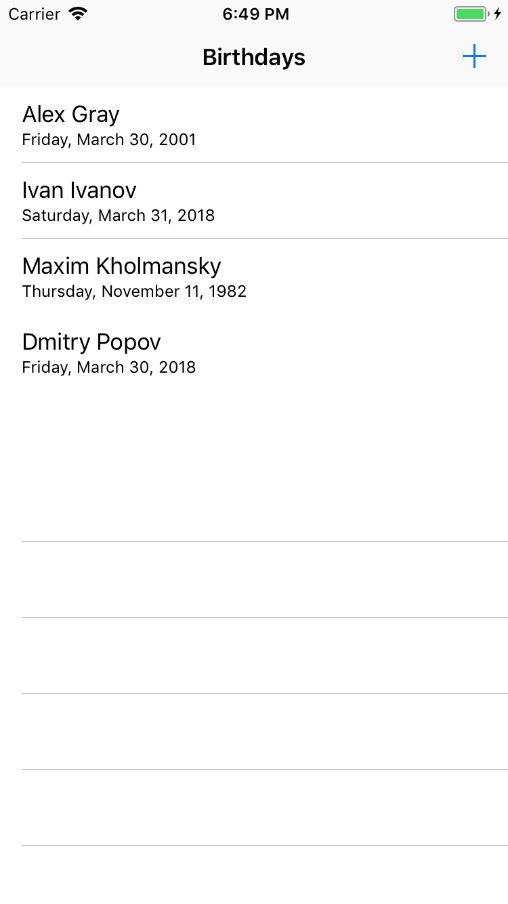 Carrier 6:49 PM
Birthdays
Alex Gray
Friday, March 30, 2001
Ivan Ivanov
Saturday, March 31, 2018
Maxim Kholmansky
Thursday, November 11, 1982
Dmitry Popov
Friday, March 30, 2018